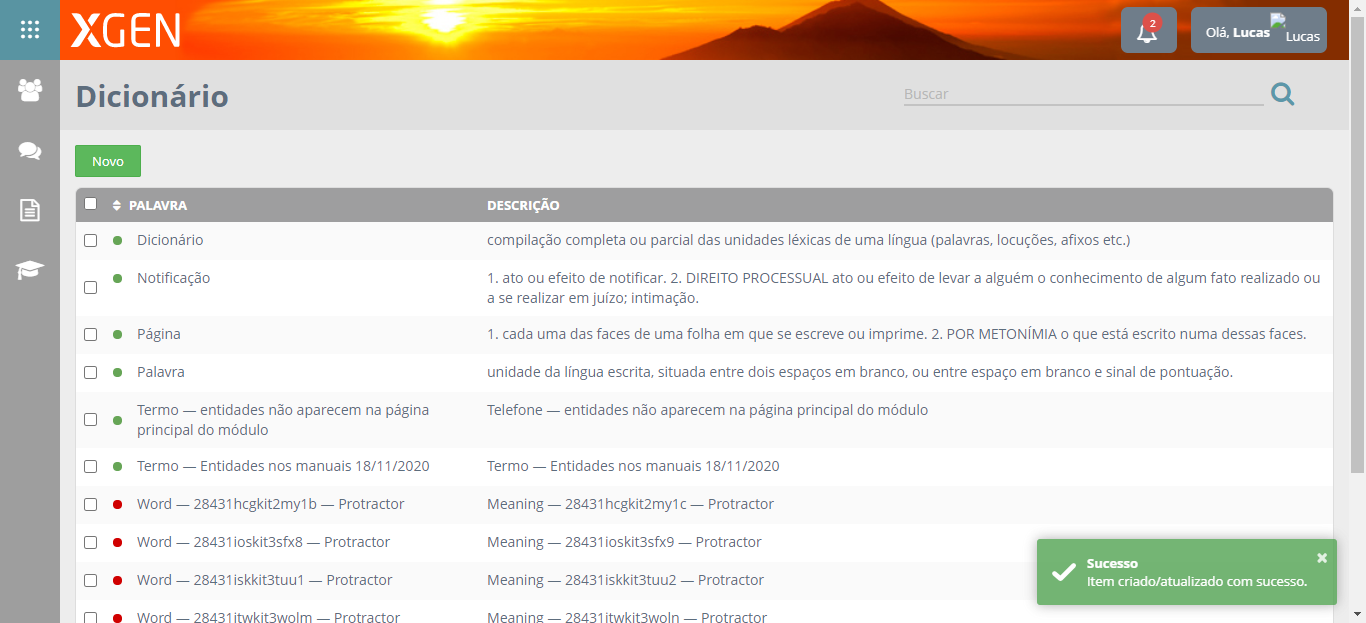 XGEN
2
Olá, Lucas
Lucas
Dicionário
Buscar
Novo
PALAVRA DESCRIÇÃO
Dicionário compilação completa ou parcial das unidades léxicas de uma língua (palavras, locuções, afixos etc.)
Notificação 1. ato ou efeito de notificar. 2. DIREITO PROCESSUAL ato ou efeito de levar a alguém o conhecimento de algum fato realizado ou
a se realizar em juízo; intimação.
Página 1. cada uma das faces de uma folha em que se escreve ou imprime. 2. POR METONÍMIA o que está escrito numa dessas faces.
Palavra unidade da língua escrita, situada entre dois espaços em branco, ou entre espaço em branco e sinal de pontuação.
Termo — entidades não aparecem na página Telefone — entidades não aparecem na página principal do módulo
principal do módulo
Termo — Entidades nos manuais 18/11/2020 Termo — Entidades nos manuais 18/11/2020
Word — 28431hcgkit2my1b — Protractor Meaning — 28431hcgkit2my1c — Protractor
Word — 28431ioskit3sfx8 — Protractor Meaning — 28431ioskit3sfx9 — Protractor
Word — 28431iskkit3tuu1 — Protractor Meaning — 28431iskkit3tuu2 — Protractor
Word — 28431itwkit3wolm — Protractor Meaning — 28431itwkit3woln — Protractor
Sucesso
Item criado/atualizado com sucesso.